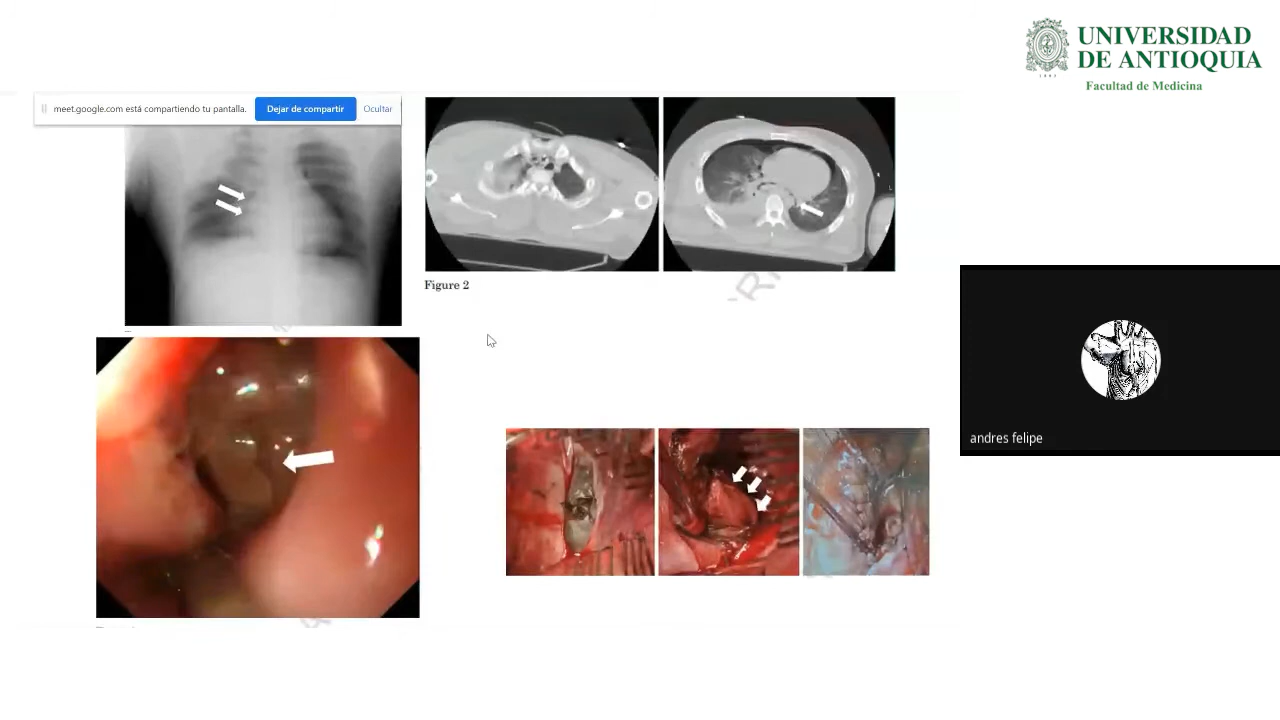 UNIVERSIDAD
DE ANTIOQUIA
Facultad de Medicina
meet.google.com está compartiendo tu pantalla.
Dejar de compartir
Ocultar
Figure 2
andres felipe